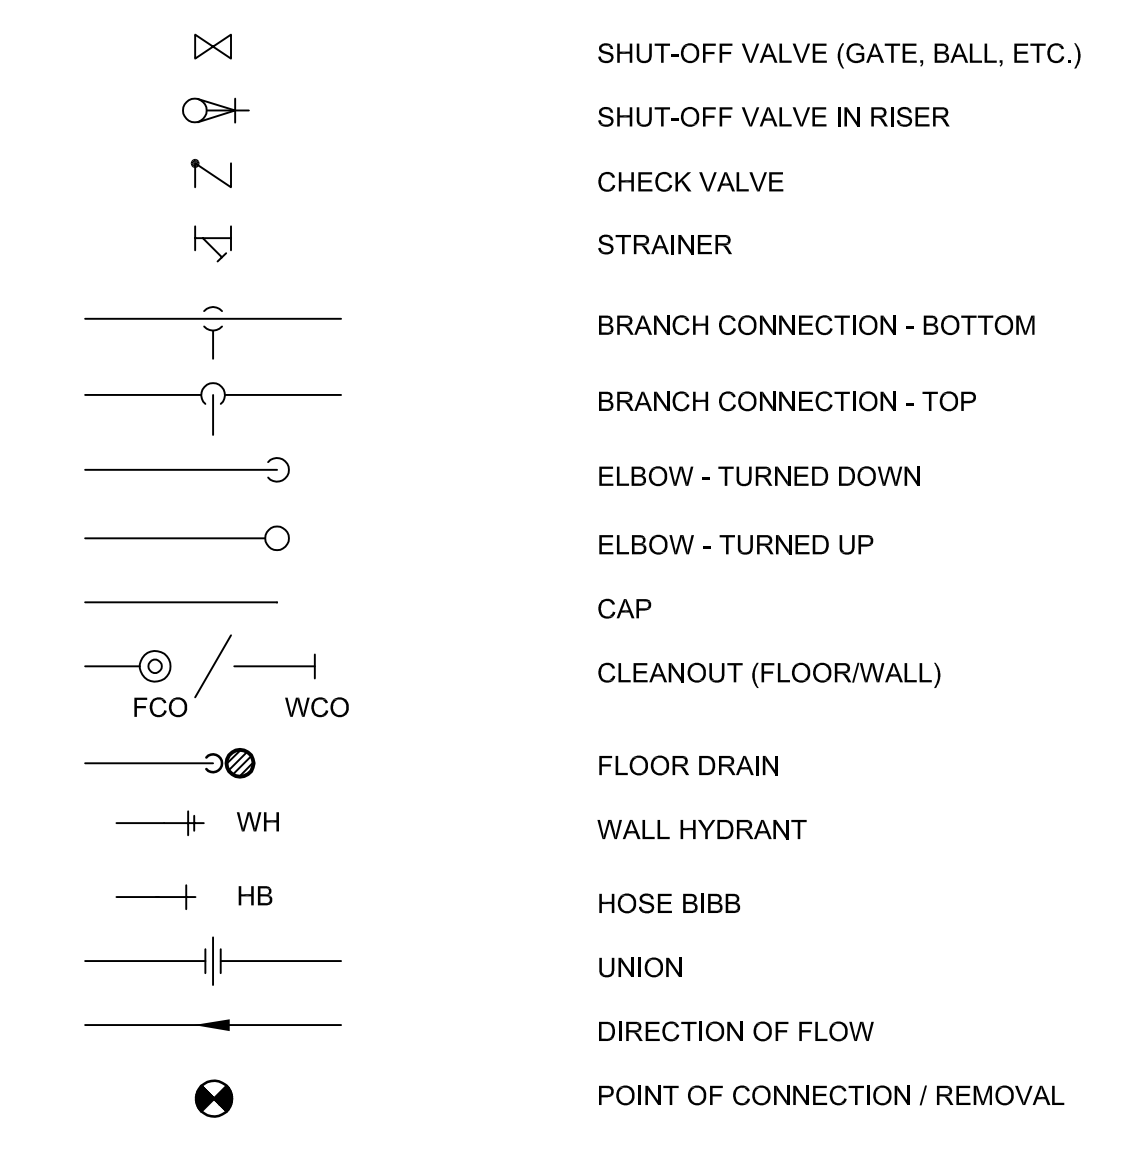 SHUT-OFF VALVE (GATE, BALL, ETC.)
SHUT-OFF VALVE IN RISER
CHECK VALVE
STRAINER
BRANCH CONNECTION - BOTTOM
BRANCH CONNECTION - TOP
ELBOW - TURNED DOWN
ELBOW - TURNED UP
CAP
CLEANOUT (FLOOR/WALL)
FCO WCO
FLOOR DRAIN
WH WALL HYDRANT
HB HOSE BIBB
UNION
DIRECTION OF FLOW
POINT OF CONNECTION / REMOVAL